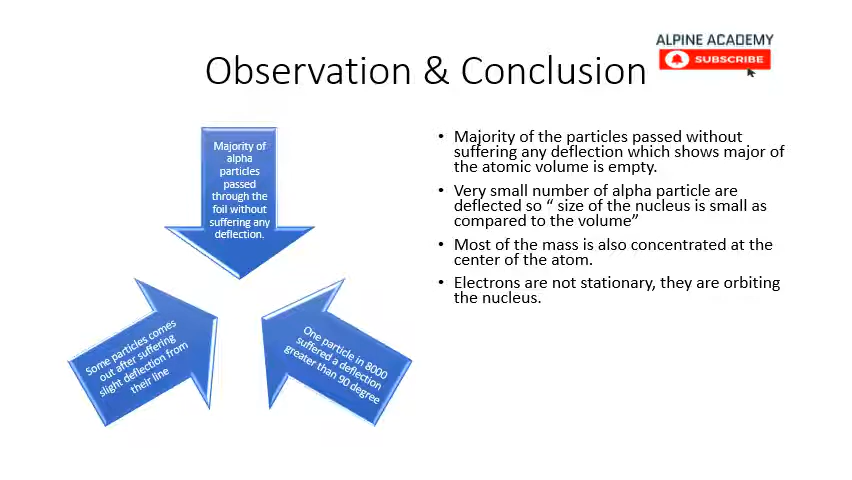 ALPINE ACADEMY
SUBSCRIBE
Observation & Conclusion
Majority of
alpha
particles
passed
through the
foil without
suffering any
deflection.
Some particles comes
out after suffering
slight deflection from
their line
One particle in 8000
suffered a deflection
greater than 90 degree
• Majority of the particles passed without
suffering any deflection which shows major of
the atomic volume is empty.
• Very small number of alpha particle are
deflected so “ size of the nucleus is small as
compared to the volume”
• Most of the mass is also concentrated at the
center of the atom.
• Electrons are not stationary, they are orbiting
the nucleus.